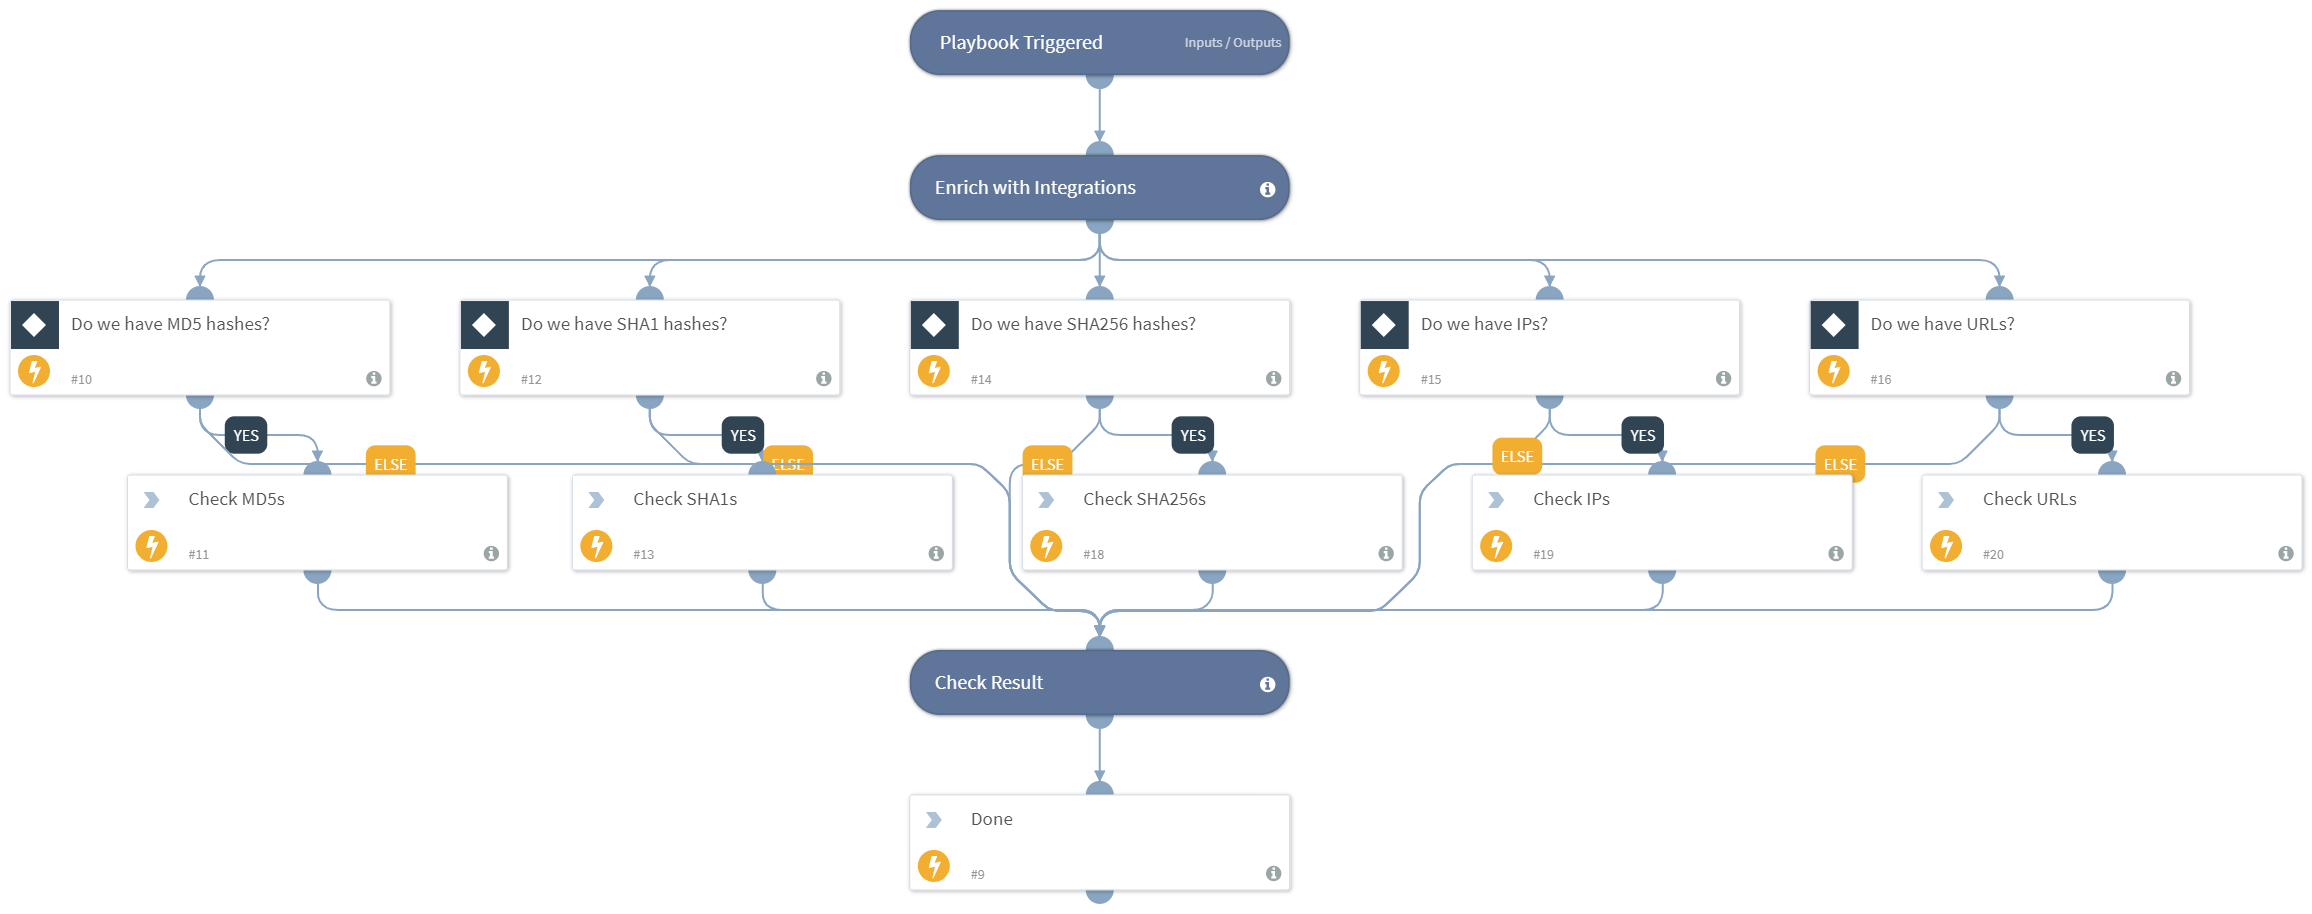 Playbook Triggered
Inputs / Outputs
Enrich with Integrations
Do we have MD5 hashes?
#10
Do we have SHA1 hashes?
#12
Do we have SHA256 hashes?
#14
Do we have IPs?
#15
Do we have URLs?
#16
YES
ELSE
YES
ELSE
ELSE
YES
ELSE
YES
ELSE
YES
Check MD5s
#11
Check SHA1s
#13
Check SHA256s
#18
Check IPs
#19
Check URLs
#20
Check Result
Done
#9